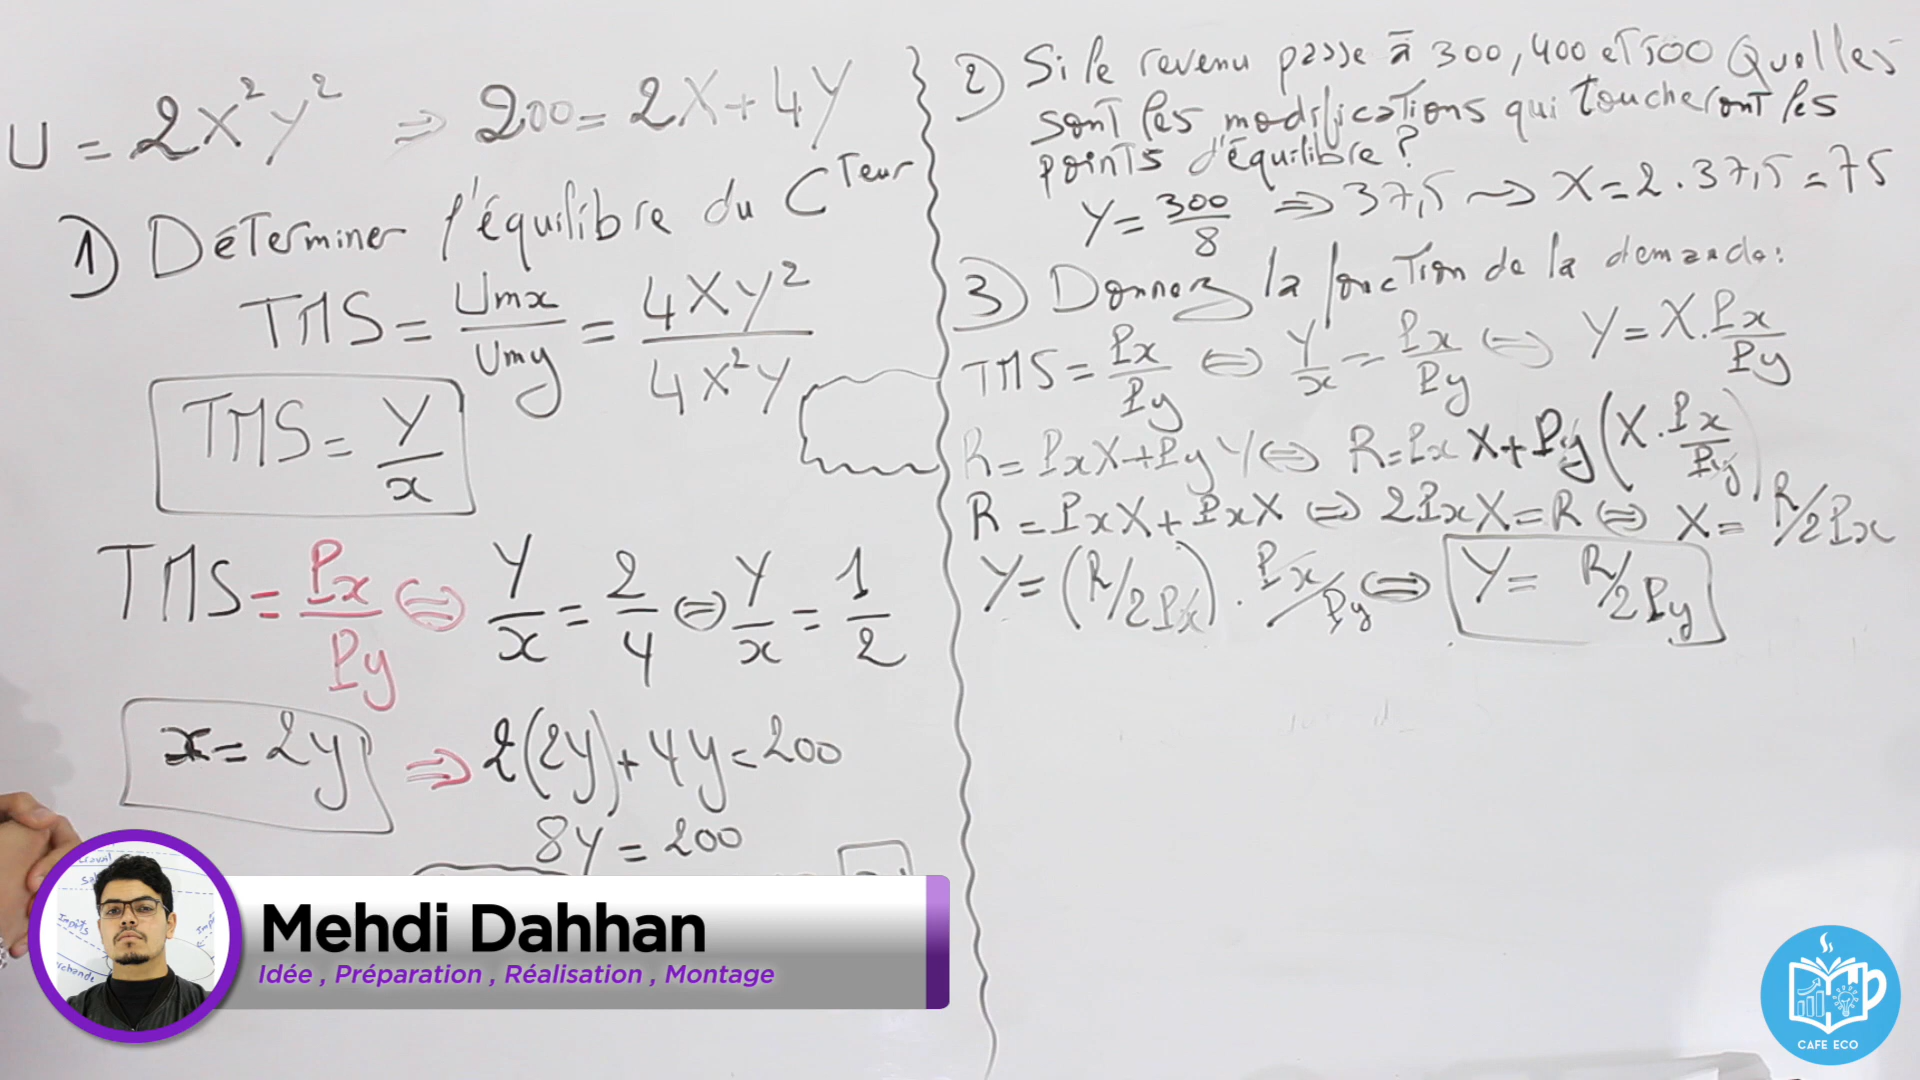 U = 2X²Y² ⇒ 200 = 2X + 4Y
1) Déterminer l'équilibre du Cᵀᵉᵘʳ
TMS = Umx/Umy = 4XY²/4X²Y
TMS = Y/x
TMS = Px/Py ⇔ Y/x = 2/4 ⇔ Y/x = 1/2
x = 2y ⇒ 2(2y) + 4y = 200
8Y = 200
2) Si le revenu passe à 300, 400 et 500 Quelles
sont les modifications qui toucheront les
points d'équilibre ?
Y = 300/8 ⇒ 37,5 ⤳ X = 2 . 37,5 = 75
3) Donnez la fonction de la demande :
TMS = Px/Py ⇔ Y/x = Px/Py ⇔ Y = X . Px/Py
R = PxX + PyY ⇔ R = Px X + Py (X . Px/Py)
R = PxX + PxX ⇔ 2PxX = R ⇔ X = R/2Px
Y = (R/2Px) . Px/Py ⇔ Y = R/2Py
Mehdi Dahhan
Idée , Préparation , Réalisation , Montage
CAFE ECO